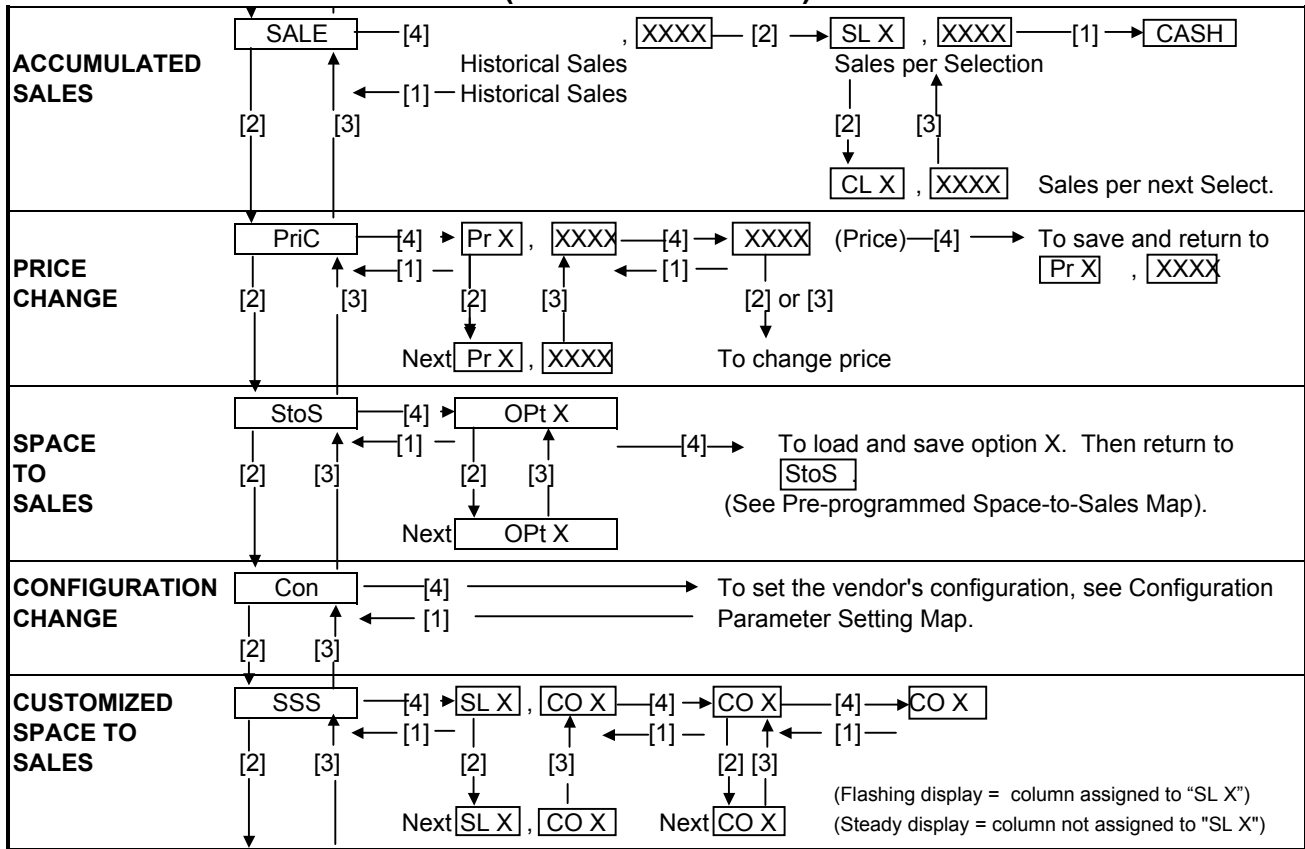 SALE [4] , XXXX [2] SL X , XXXX [1] CASH
ACCUMULATED Historical Sales Sales per Selection
SALES [1] Historical Sales
[2] [3] [2] [3]
CL X , XXXX Sales per next Select.
PriC [4] Pr X , XXXX [4] XXXX (Price) [4] To save and return to
PRICE [1] [1] Pr X , XXXX
CHANGE [2] [3] [2] [3] [2] or [3]
Next Pr X , XXXX To change price
StoS [4] OPt X
SPACE [1] [4] To load and save option X. Then return to
TO [2] [3] [2] [3] StoS .
SALES (See Pre-programmed Space-to-Sales Map).
Next OPt X
CONFIGURATION Con [4] To set the vendor's configuration, see Configuration
CHANGE [1] Parameter Setting Map.
[2] [3]
CUSTOMIZED SSS [4] SL X , CO X [4] CO X [4] CO X
SPACE TO [1] [1] [1]
SALES [2] [3] [2] [3] [2] [3]
(Flashing display = column assigned to “SL X”)
Next SL X , CO X Next CO X (Steady display = column not assigned to "SL X")